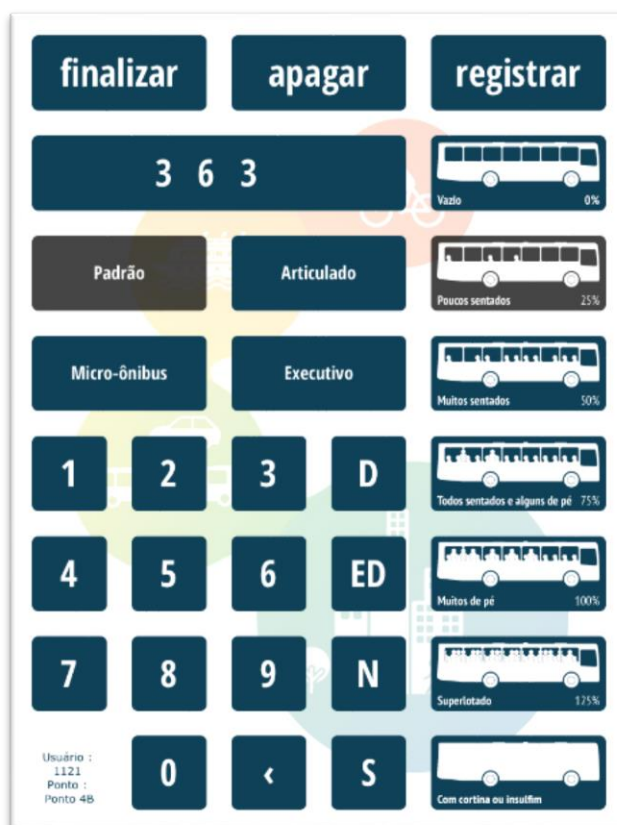 finalizar apagar registrar
3 6 3
Vazio 0%
Padrão Articulado
Poucos sentados 25%
Micro-ônibus Executivo
Muitos sentados 50%
1 2 3 D
Todos sentados e alguns de pé 75%
4 5 6 ED
Muitos de pé 100%
7 8 9 N
Superlotado 125%
Usuário :
1121
Ponto :
Ponto 4B
0 ‹ S
Com cortina ou insulfim